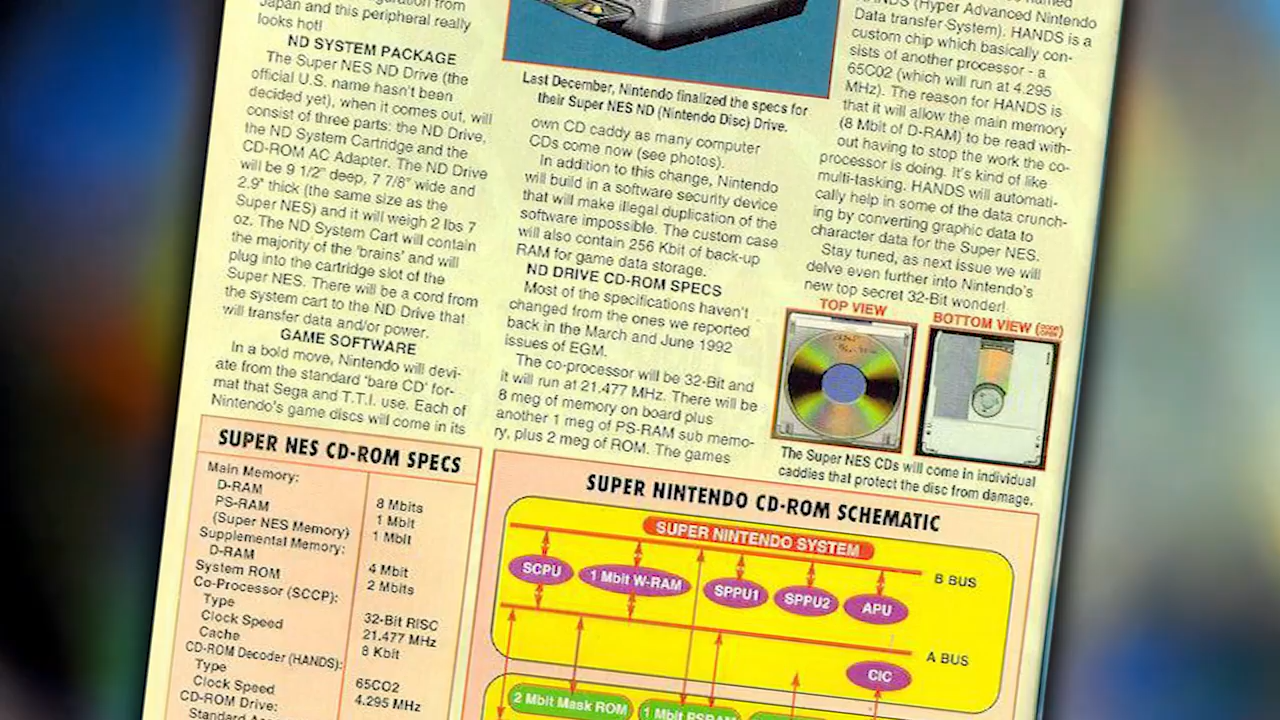 Japan and this peripheral really
looks hot!
ND SYSTEM PACKAGE
The Super NES ND Drive (the
official U.S. name hasn't been
decided yet), when it comes out, will
consist of three parts: the ND Drive,
the ND System Cartridge and the
CD-ROM AC Adapter. The ND Drive
will be 9 1/2" deep, 7 7/8" wide and
2.9" thick (the same size as the
Super NES) and it will weigh 2 lbs 7
oz. The ND System Cart will contain
the majority of the 'brains' and will
plug into the cartridge slot of the
Super NES. There will be a cord from
the system cart to the ND Drive that
will transfer data and/or power.
GAME SOFTWARE
In a bold move, Nintendo will devi-
ate from the standard 'bare CD' for-
mat that Sega and T.T.I. use. Each of
Nintendo's game discs will come in its
Last December, Nintendo finalized the specs for
their Super NES ND (Nintendo Disc) Drive.
own CD caddy as many computer
CDs come now (see photos).
In addition to this change, Nintendo
will build in a software security device
that will make illegal duplication of the
software impossible. The custom case
will also contain 256 Kbit of back-up
RAM for game data storage.
ND DRIVE CD-ROM SPECS
Most of the specifications haven't
changed from the ones we reported
back in the March and June 1992
issues of EGM.
The co-processor will be 32-Bit and
it will run at 21.477 MHz. There will be
8 meg of memory on board plus
another 1 meg of PS-RAM sub memo-
ry, plus 2 meg of ROM. The games
HANDS (Hyper Advanced Nintendo
Data transfer System). HANDS is a
custom chip which basically con-
sists of another processor - a
65C02 (which will run at 4.295
MHz). The reason for HANDS is
that it will allow the main memory
(8 Mbit of D-RAM) to be read with-
out having to stop the work the co-
processor is doing. It's kind of like
multi-tasking. HANDS will automati-
cally help in some of the data crunch-
ing by converting graphic data to
character data for the Super NES.
Stay tuned, as next issue we will
delve even further into Nintendo's
new top secret 32-Bit wonder!
TOP VIEW
BOTTOM VIEW (DOOR OPEN)
The Super NES CDs will come in individual
caddies that protect the disc from damage.
SUPER NES CD-ROM SPECS
Main Memory:
D-RAM 8 Mbits
PS-RAM 1 Mbit
(Super NES Memory) 1 Mbit
Supplemental Memory:
D-RAM 4 Mbit
System ROM 2 Mbits
Co-Processor (SCCP):
Type 32-Bit RISC
Clock Speed 21.477 MHz
Cache 8 Kbit
CD-ROM Decoder (HANDS):
Type 65CO2
Clock Speed 4.295 MHz
CD-ROM Drive:
SUPER NINTENDO CD-ROM SCHEMATIC
SUPER NINTENDO SYSTEM
B BUS
SCPU
1 Mbit W-RAM
SPPU1
SPPU2
APU
A BUS
CIC
2 Mbit Mask ROM
1 Mbit PSRAM